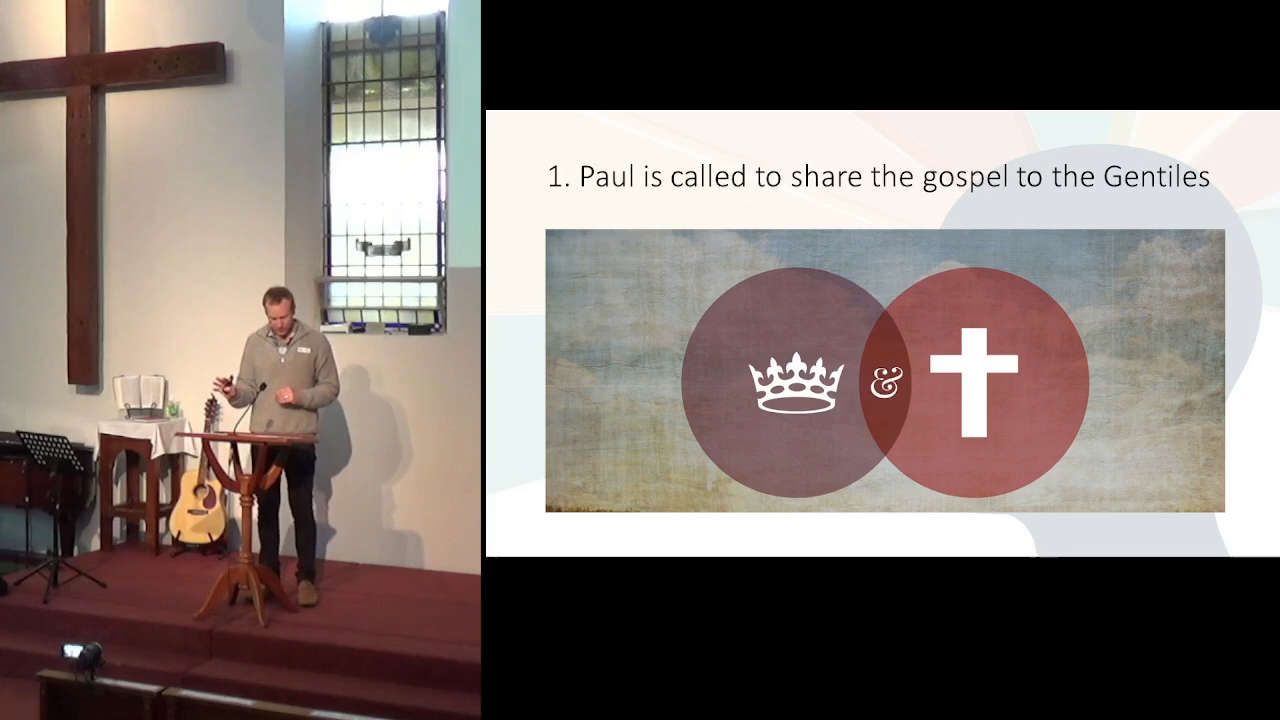 1. Paul is called to share the gospel to the Gentiles
&